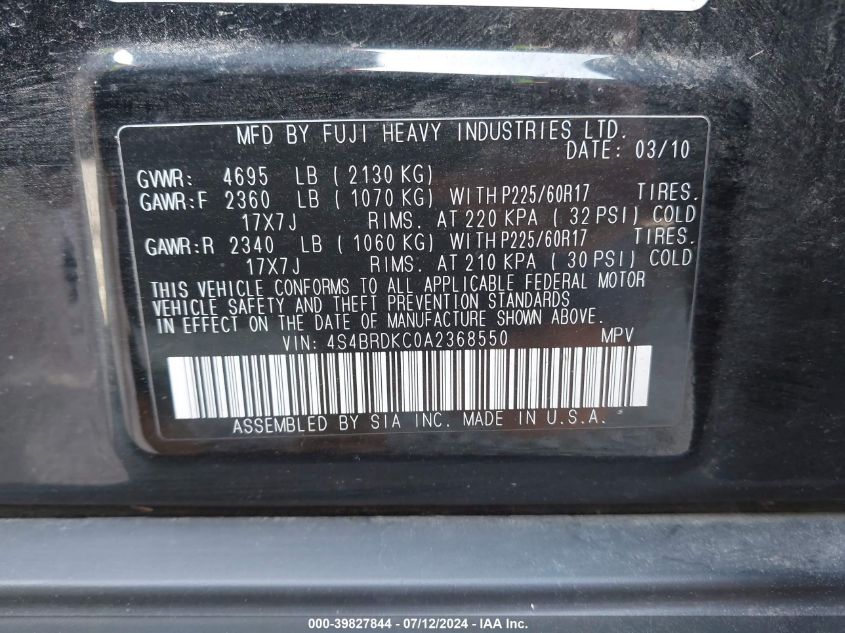 MFD BY FUJI HEAVY INDUSTRIES LTD.
DATE: 03/10
GVWR: 4695 LB ( 2130 KG)
GAWR:F 2360 LB ( 1070 KG) WITH P225/60R17 TIRES.
17X7J RIMS. AT 220 KPA ( 32 PSI) COLD
GAWR:R 2340 LB ( 1060 KG) WITH P225/60R17 TIRES.
17X7J RIMS. AT 210 KPA ( 30 PSI) COLD
THIS VEHICLE CONFORMS TO ALL APPLICABLE FEDERAL MOTOR
VEHICLE SAFETY AND THEFT PREVENTION STANDARDS
IN EFFECT ON THE DATE OF MANUFACTURE SHOWN ABOVE.
VIN: 4S4BRDKC0A2368550 MPV
ASSEMBLED BY SIA INC. MADE IN U.S.A.
000-39827844 - 07/12/2024 - IAA Inc.